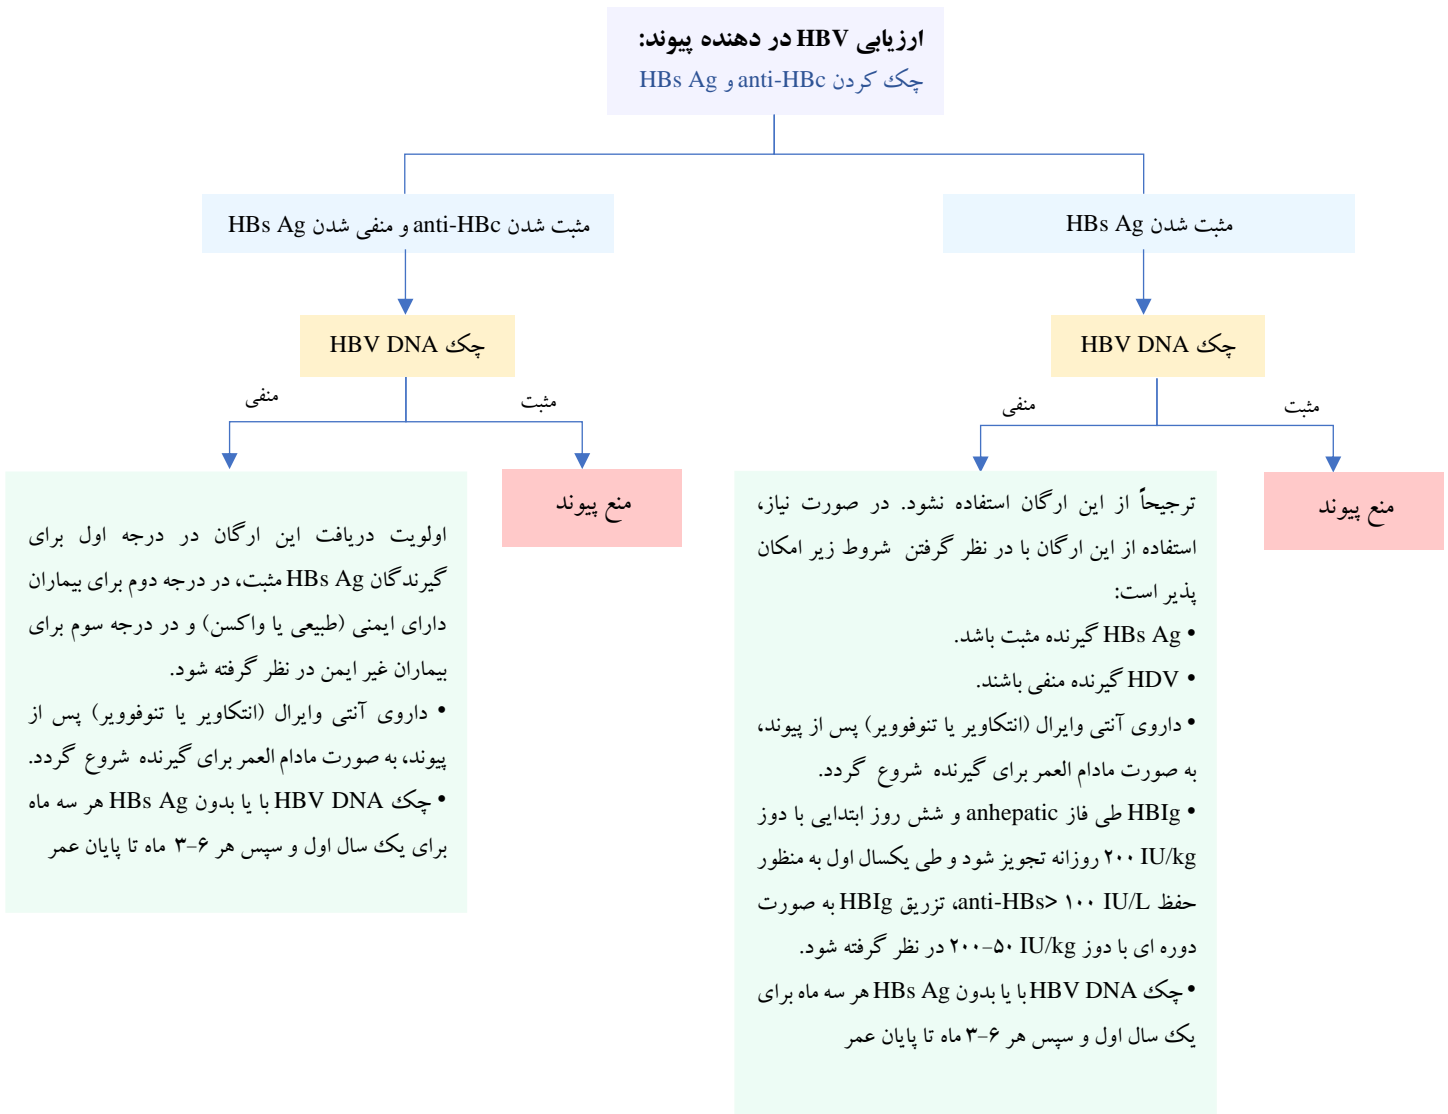 ارزیابی HBV در دهنده پیوند:
چک کردن anti-HBc و HBs Ag
مثبت شدن HBs Ag
مثبت شدن anti-HBc و منفی شدن HBs Ag
چک HBV DNA
چک HBV DNA
مثبت
منفی
مثبت
منفی
منع پیوند
ترجیحاً از این ارگان استفاده نشود. در صورت نیاز،
استفاده از این ارگان با در نظر گرفتن شروط زیر امکان
پذیر است:
• HBs Ag گیرنده مثبت باشد.
• HDV گیرنده منفی باشند.
• داروی آنتی وایرال (انتکاویر یا تنوفوویر) پس از پیوند،
به صورت مادام العمر برای گیرنده شروع گردد.
• HBIg طی فاز anhepatic و شش روز ابتدایی با دوز
۲۰۰ IU/kg روزانه تجویز شود و طی یکسال اول به منظور
حفظ anti-HBs> ۱۰۰ IU/L، تزریق HBIg به صورت
دوره ای با دوز ۲۰۰-۵۰ IU/kg در نظر گرفته شود.
• چک HBV DNA با یا بدون HBs Ag هر سه ماه برای
یک سال اول و سپس هر ۶-۳ ماه تا پایان عمر
منع پیوند
اولویت دریافت این ارگان در درجه اول برای
گیرندگان HBs Ag مثبت، در درجه دوم برای بیماران
دارای ایمنی (طبیعی یا واکسن) و در درجه سوم برای
بیماران غیر ایمن در نظر گرفته شود.
• داروی آنتی وایرال (انتکاویر یا تنوفوویر) پس از
پیوند، به صورت مادام العمر برای گیرنده شروع گردد.
• چک HBV DNA با یا بدون HBs Ag هر سه ماه
برای یک سال اول و سپس هر ۶-۳ ماه تا پایان عمر